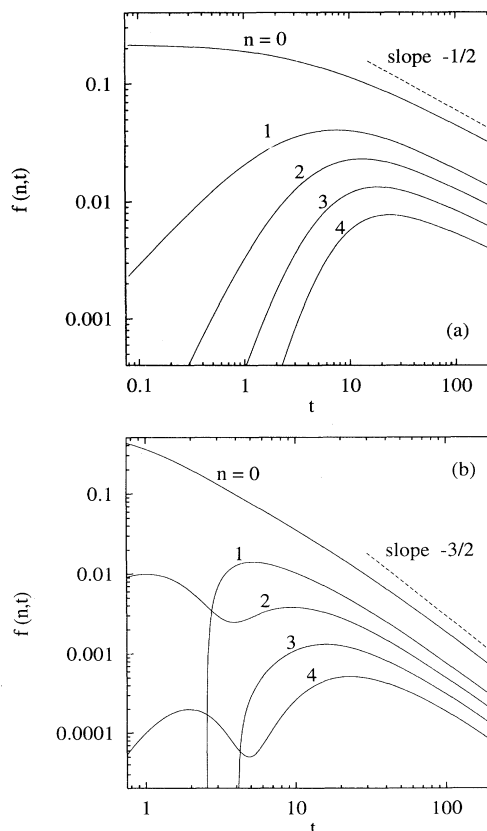 n = 0
slope -1/2
0.1
1
2
f (n,t)
3
0.01
4
0.001
(a)
0.1
1
10
100
t
(b)
n = 0
0.1
slope -3/2
1
0.01
2
f (n,t)
0.001
3
4
0.0001
1
10
100
t